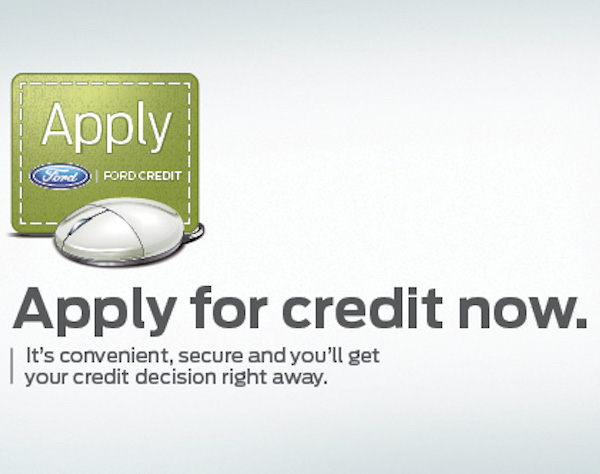 Apply
Ford | FORD CREDIT
Apply for credit now.
It's convenient, secure and you'll get
your credit decision right away.